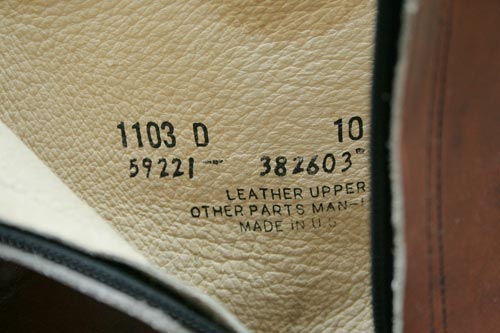 1103 D 10
59221 382603
LEATHER UPPER
OTHER PARTS MAN-
MADE IN U.S